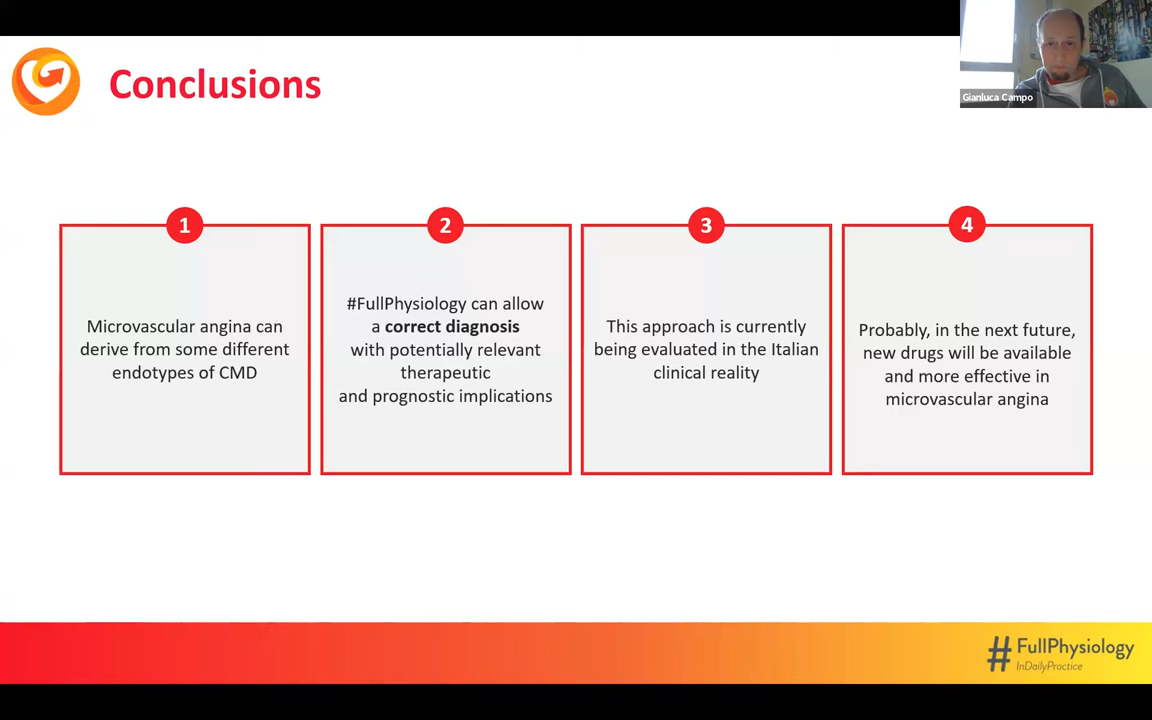 Conclusions
Gianluca Campo
1
Microvascular angina can
derive from some different
endotypes of CMD
2
#FullPhysiology can allow
a correct diagnosis
with potentially relevant
therapeutic
and prognostic implications
3
This approach is currently
being evaluated in the Italian
clinical reality
4
Probably, in the next future,
new drugs will be available
and more effective in
microvascular angina
#FullPhysiology
InDailyPractice